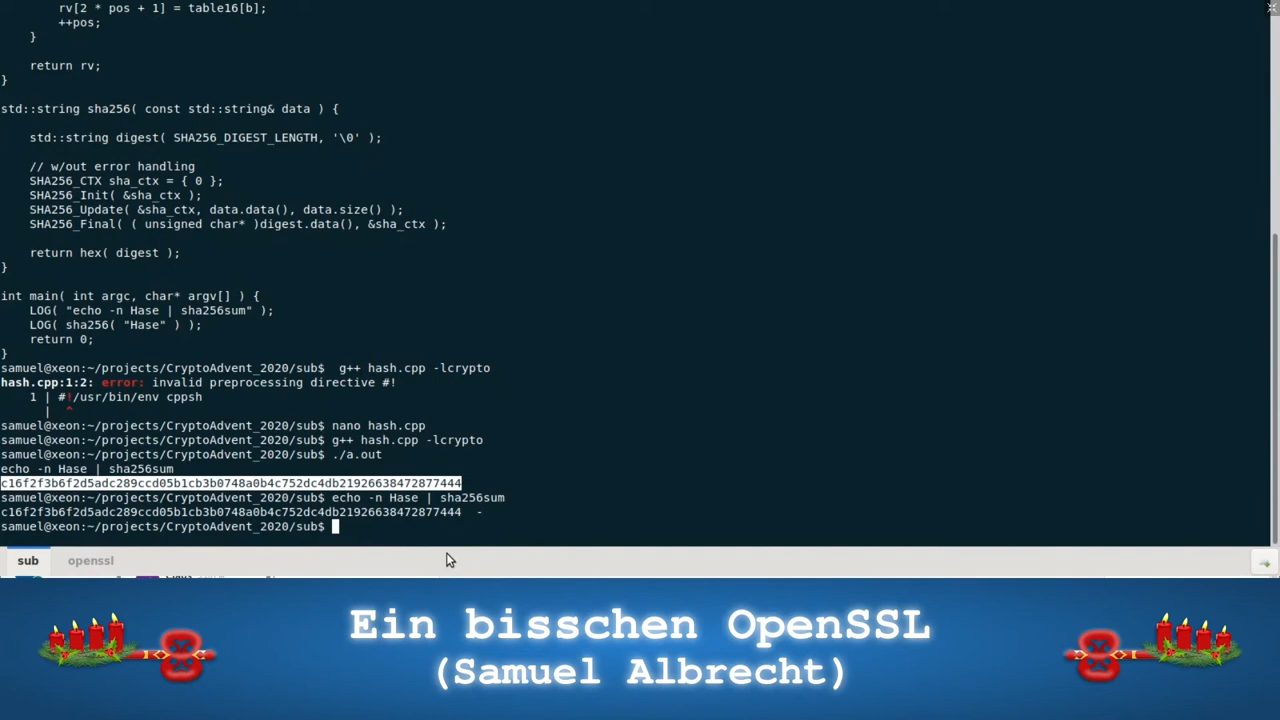 rv[2 * pos + 1] = table16[b];
++pos;
}
return rv;
}
std::string sha256( const std::string& data ) {
std::string digest( SHA256_DIGEST_LENGTH, '\0' );
// w/out error handling
SHA256_CTX sha_ctx = { 0 };
SHA256_Init( &sha_ctx );
SHA256_Update( &sha_ctx, data.data(), data.size() );
SHA256_Final( ( unsigned char* )digest.data(), &sha_ctx );
return hex( digest );
}
int main( int argc, char* argv[] ) {
LOG( "echo -n Hase | sha256sum" );
LOG( sha256( "Hase" ) );
return 0;
}
samuel@xeon:~/projects/CryptoAdvent_2020/sub$  g++ hash.cpp -lcrypto
hash.cpp:1:2: error: invalid preprocessing directive #!
1 | #!/usr/bin/env cppsh
|  ^
samuel@xeon:~/projects/CryptoAdvent_2020/sub$ nano hash.cpp
samuel@xeon:~/projects/CryptoAdvent_2020/sub$ g++ hash.cpp -lcrypto
samuel@xeon:~/projects/CryptoAdvent_2020/sub$ ./a.out
echo -n Hase | sha256sum
c16f2f3b6f2d5adc289ccd05b1cb3b0748a0b4c752dc4db21926638472877444
samuel@xeon:~/projects/CryptoAdvent_2020/sub$ echo -n Hase | sha256sum
c16f2f3b6f2d5adc289ccd05b1cb3b0748a0b4c752dc4db21926638472877444  -
samuel@xeon:~/projects/CryptoAdvent_2020/sub$
sub openssl
Ein bisschen OpenSSL
(Samuel Albrecht)